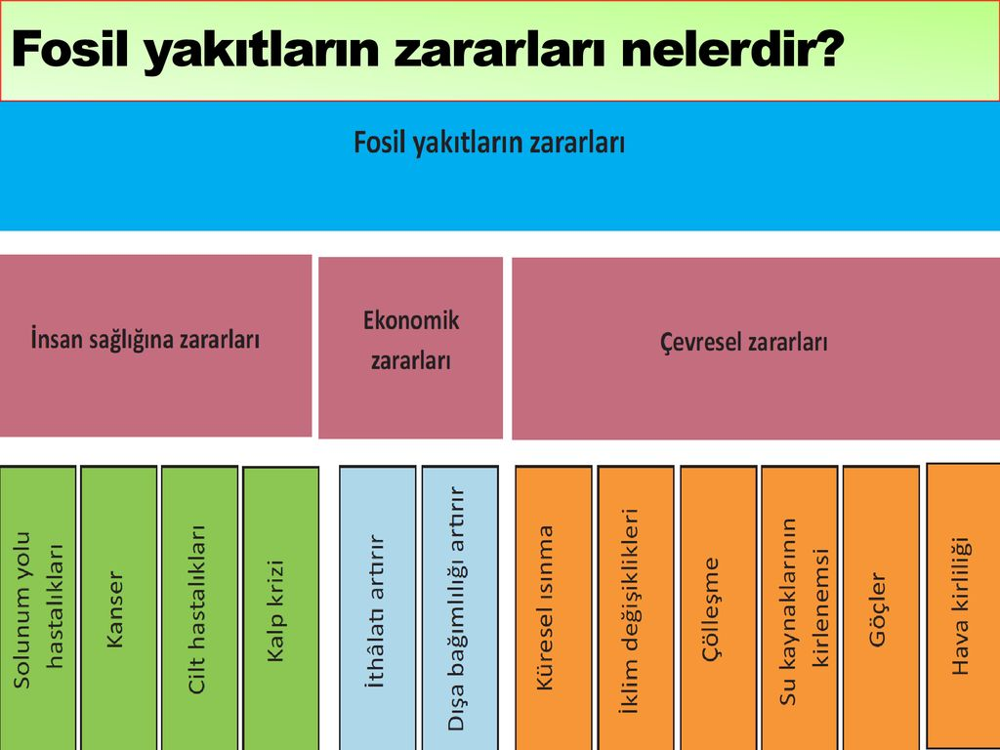 Fosil yakıtların zararları nelerdir?
Fosil yakıtların zararları
İnsan sağlığına zararları
Ekonomik
zararları
Çevresel zararları
Solunum yolu
hastalıkları
Kanser
Cilt hastalıkları
Kalp krizi
İthâlatı artırır
Dışa bağımlılığı artırır
Küresel ısınma
İklim değişiklikleri
Çölleşme
Su kaynaklarının
kirlenemsi
Göçler
Hava kirliliği